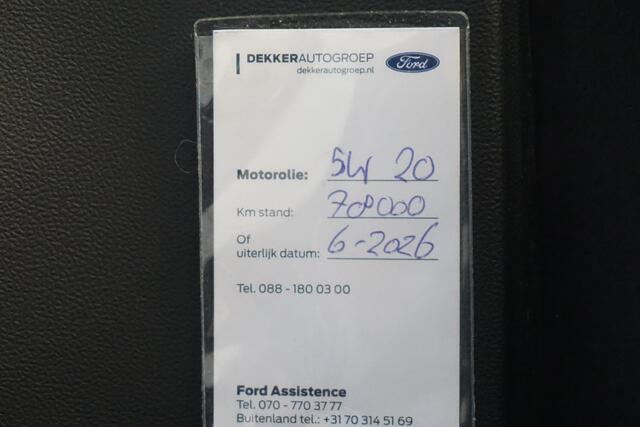 DEKKERAUTOGROEP
dekkerautogroep.nl
Ford
Motorolie: 5W 20
Km stand:
Of
uiterlijk datum: 6-2026
Tel. 088 - 180 03 00
Ford Assistence
Tel. 070 - 770 37 77
Buitenland tel.: +31 70 314 51 69